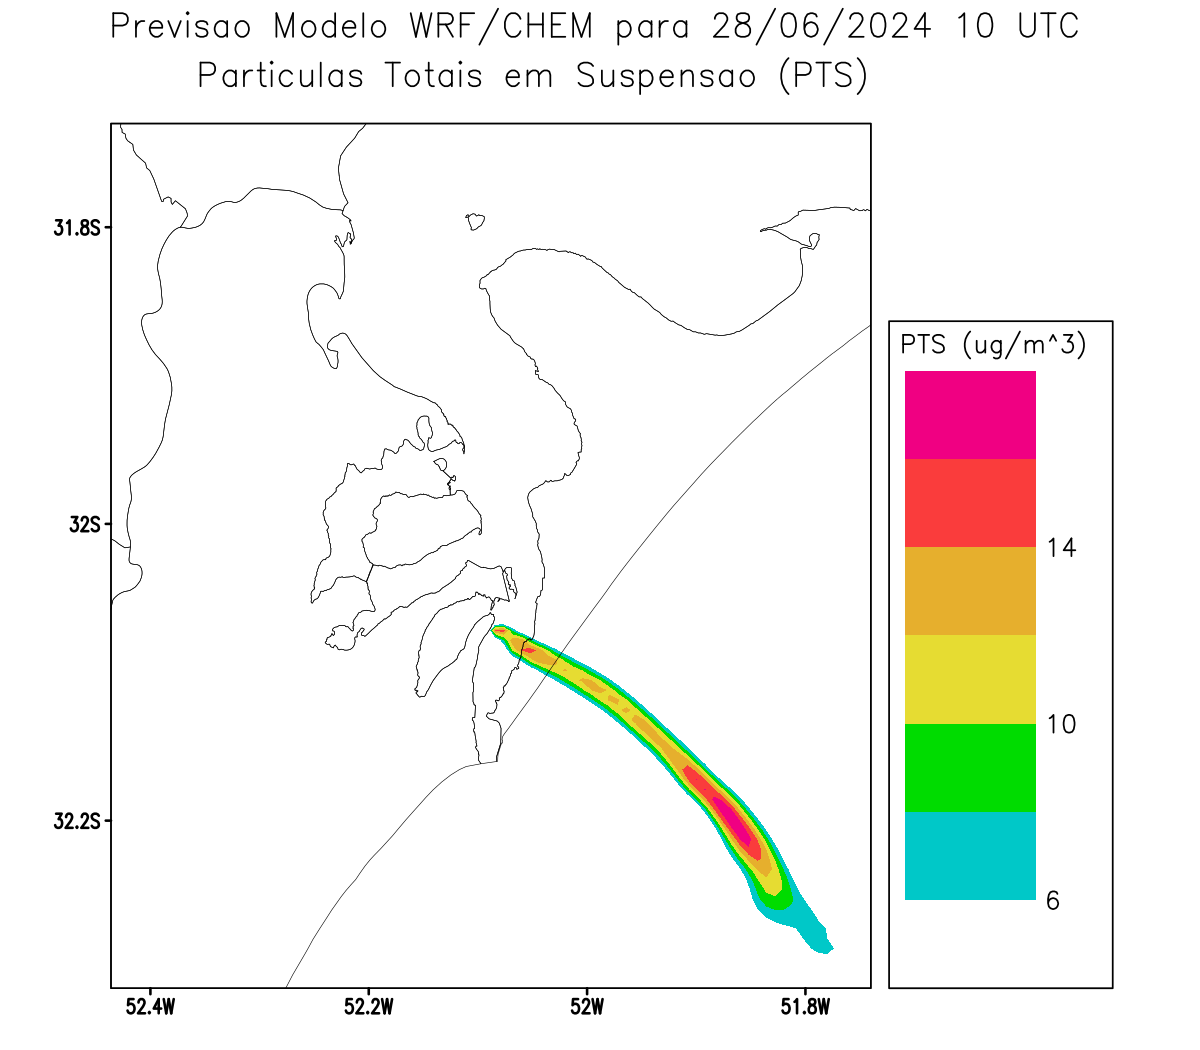 Previsao Modelo WRF/CHEM para 28/06/2024 10 UTC
Particulas Totais em Suspensao (PTS)
31.8S
32S
32.2S
52.4W 52.2W 52W 51.8W
PTS (ug/m^3)
14
10
6